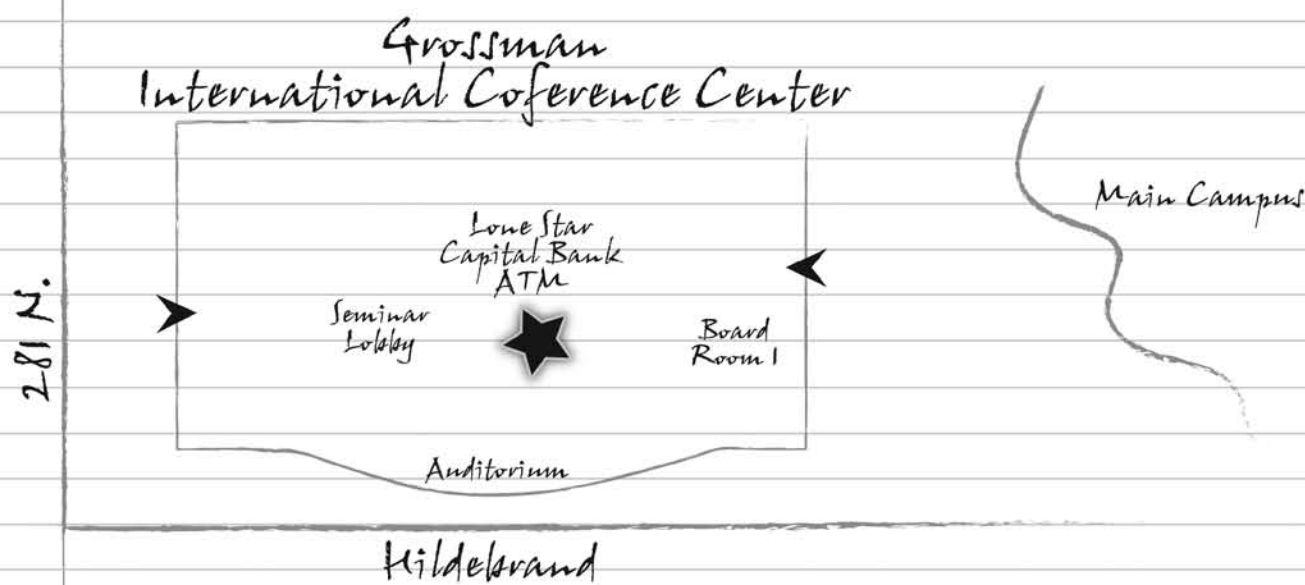 Grossman
International Coference Center
Main Campus
Lone Star
Capital Bank
ATM
Seminar
Lobby
Board
Room 1
281 N.
Auditorium
Hildebrand